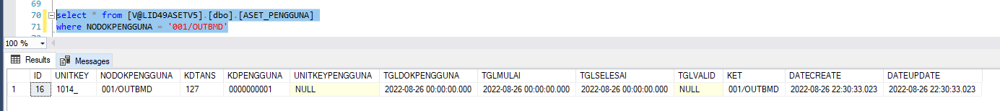 69
70 select * from [V@LID49ASETV5].[dbo].[ASET_PENGGUNA]
71 where NODOKPENGGUNA = '001/OUTBMD'
100 %
Results Messages
ID UNITKEY NODOKPENGGUNA KDTANS KDPENGGUNA UNITKEYPENGGUNA TGLDOKPENGGUNA TGLMULAI TGLSELESAI TGLVALID KET DATECREATE DATEUPDATE
1 16 1014_ 001/OUTBMD 127 0000000001 NULL 2022-08-26 00:00:00.000 2022-08-26 00:00:00.000 2022-08-26 00:00:00.000 NULL 001/OUTBMD 2022-08-26 22:30:33.023 2022-08-26 22:30:33.023